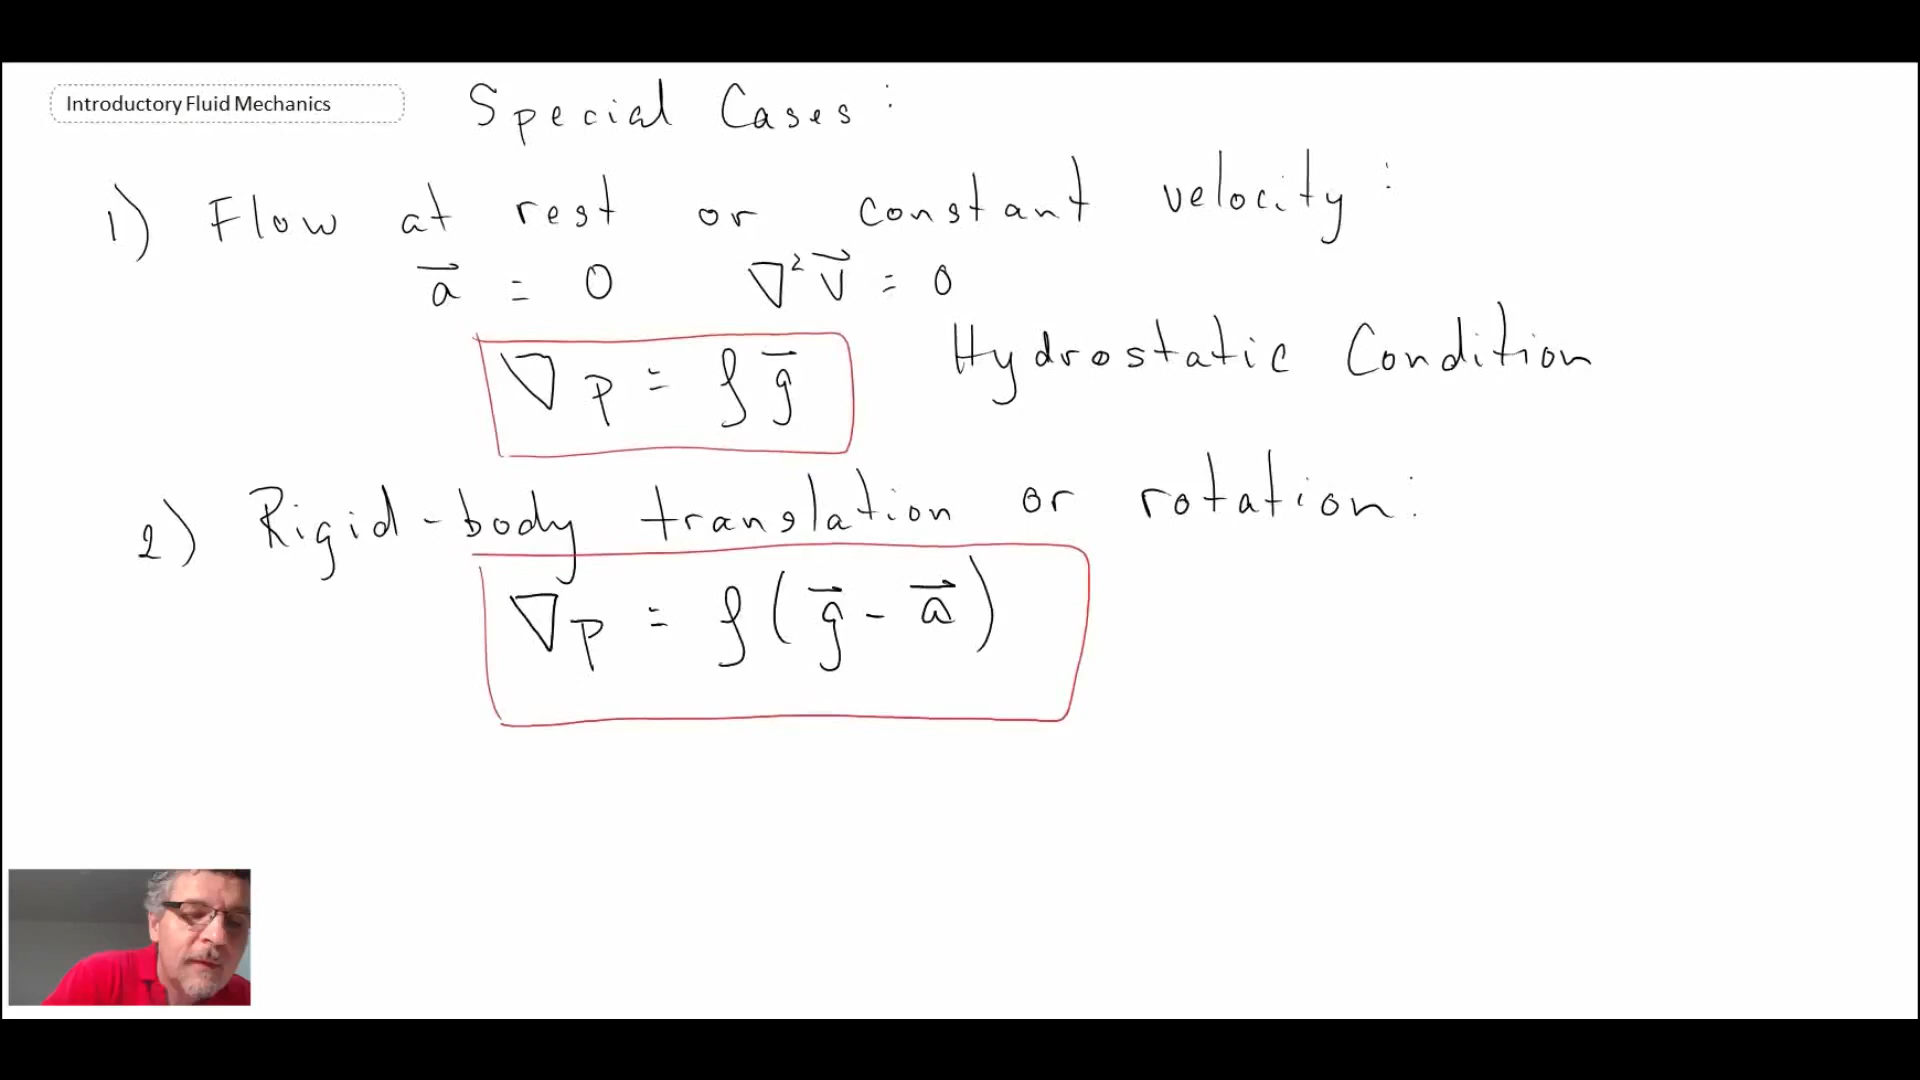 Introductory Fluid Mechanics
Special Cases:
1) Flow at rest or constant velocity:
a⃗ = 0 ∇²V⃗ = 0
∇p = ρg⃗ Hydrostatic Condition
2) Rigid-body translation or rotation:
∇p = ρ(g⃗ - a⃗)